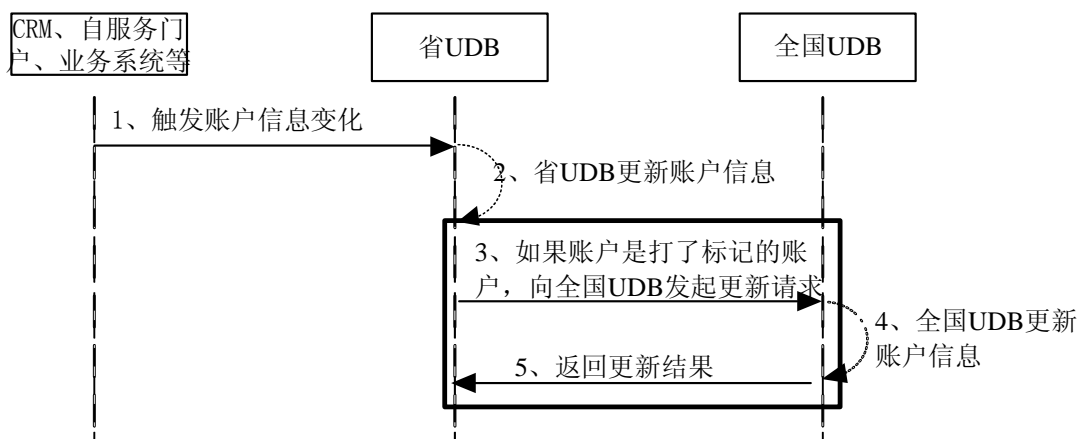 CRM、自服务门
户、业务系统等
省UDB
全国UDB
1、触发账户信息变化
2、省UDB更新账户信息
3、如果账户是打了标记的账
户，向全国UDB发起更新请求
4、全国UDB更新
账户信息
5、返回更新结果